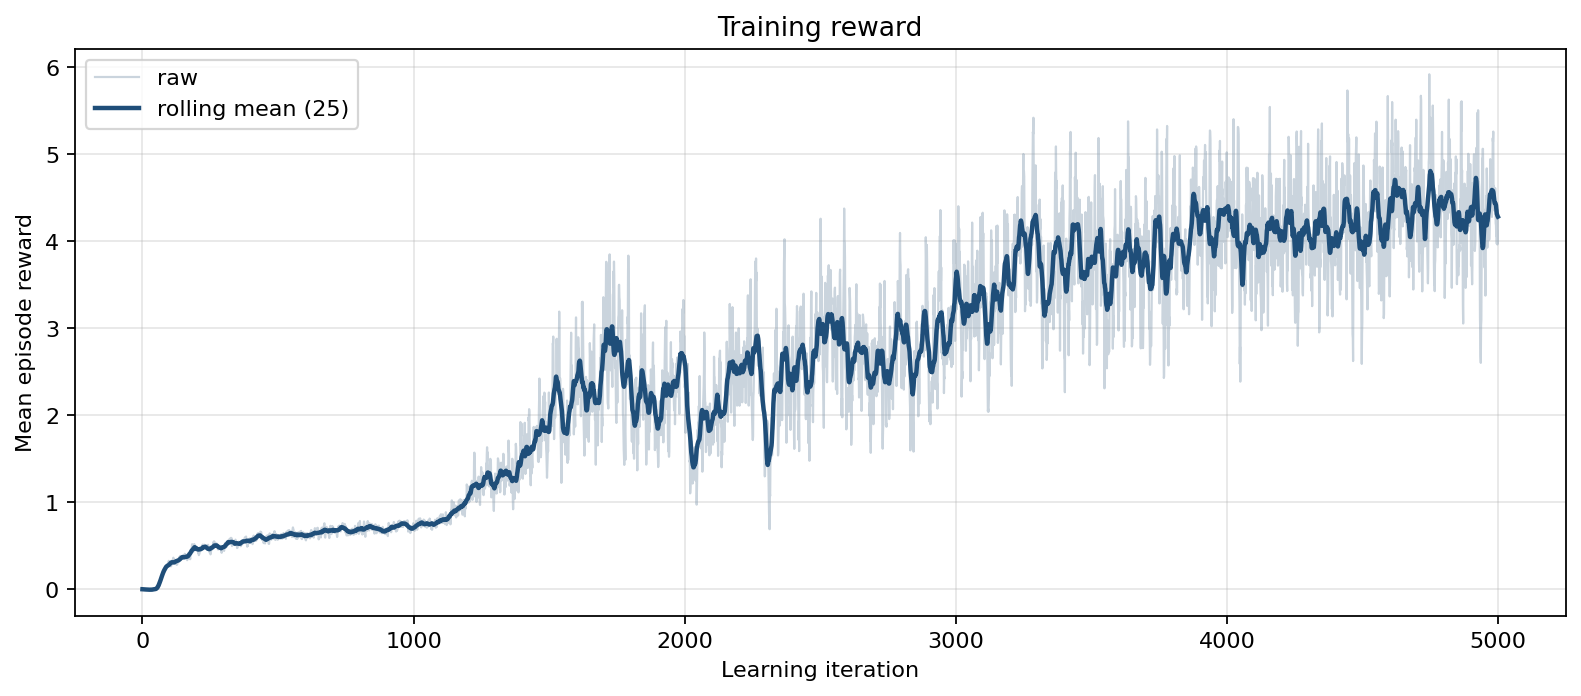 Training reward
raw
rolling mean (25)
Mean episode reward
6
5
4
3
2
1
0
0 1000 2000 3000 4000 5000
Learning iteration